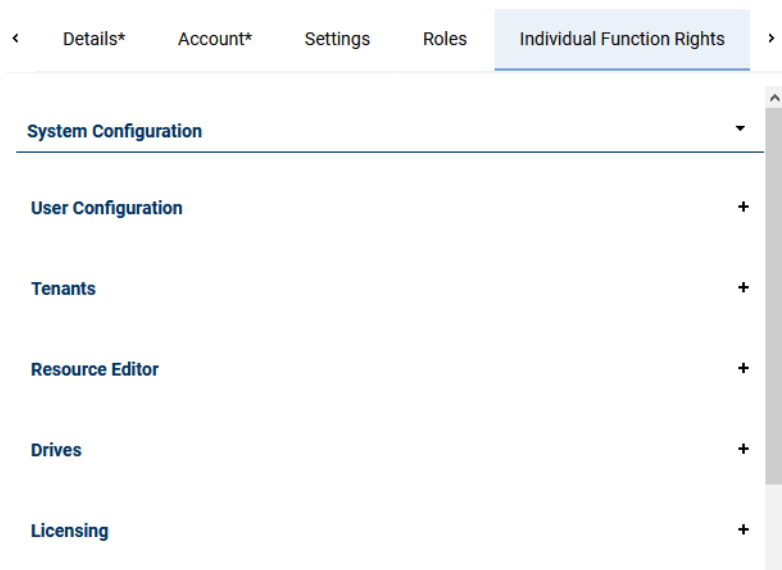 Details* Account* Settings Roles Individual Function Rights
System Configuration
User Configuration +
Tenants +
Resource Editor +
Drives +
Licensing +